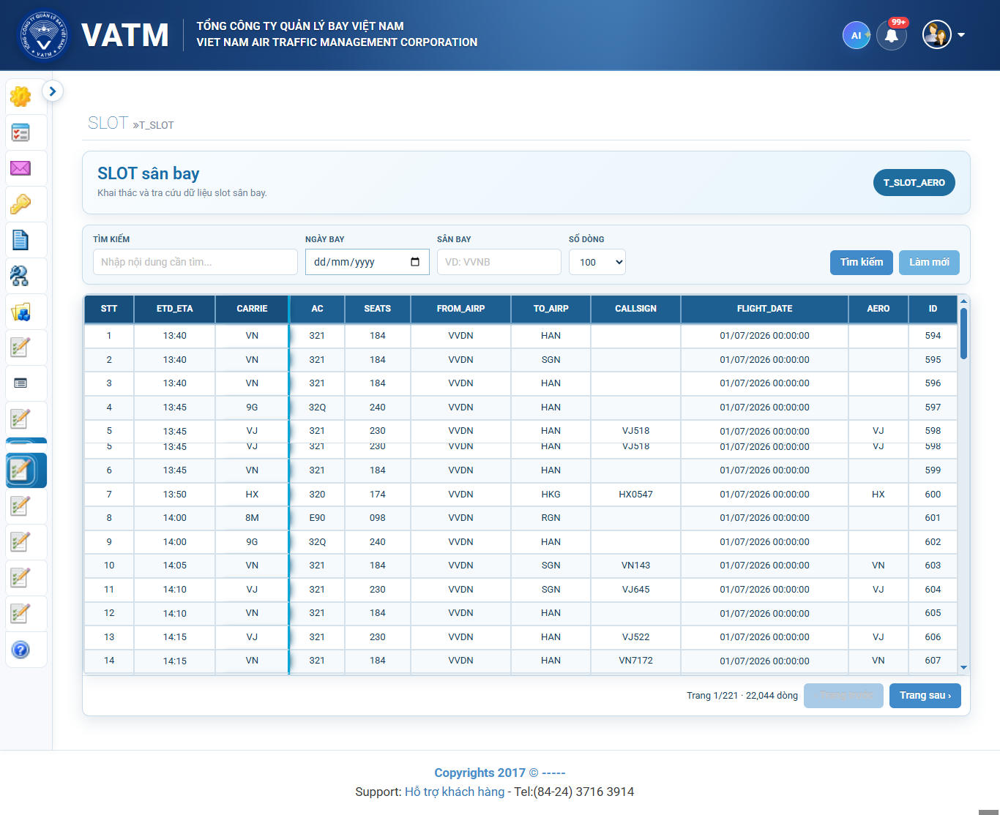 VATM
TỔNG CÔNG TY QUẢN LÝ BAY VIỆT NAM
VIET NAM AIR TRAFFIC MANAGEMENT CORPORATION
AI
99+
SLOT »T_SLOT
SLOT sân bay
Khai thác và tra cứu dữ liệu slot sân bay.
T_SLOT_AERO
TÌM KIẾM NGÀY BAY SÂN BAY SỐ DÒNG
Nhập nội dung cần tìm... dd/mm/yyyy VD: VVNB 100 Tìm kiếm Làm mới
STT ETD_ETA CARRIE AC SEATS FROM_AIRP TO_AIRP CALLSIGN FLIGHT_DATE AERO ID
1 13:40 VN 321 184 VVDN HAN 01/07/2026 00:00:00 594
2 13:40 VN 321 184 VVDN SGN 01/07/2026 00:00:00 595
3 13:40 VN 321 184 VVDN HAN 01/07/2026 00:00:00 596
4 13:45 9G 32Q 240 VVDN HAN 01/07/2026 00:00:00 597
5 13:45 VJ 321 230 VVDN HAN VJ518 01/07/2026 00:00:00 VJ 598
5 13:45 VJ 321 230 VVDN HAN VJ518 01/07/2026 00:00:00 VJ 598
6 13:45 VN 321 184 VVDN HAN 01/07/2026 00:00:00 599
7 13:50 HX 320 174 VVDN HKG HX0547 01/07/2026 00:00:00 HX 600
8 14:00 8M E90 098 VVDN RGN 01/07/2026 00:00:00 601
9 14:00 9G 32Q 240 VVDN HAN 01/07/2026 00:00:00 602
10 14:05 VN 321 184 VVDN SGN VN143 01/07/2026 00:00:00 VN 603
11 14:10 VJ 321 230 VVDN SGN VJ645 01/07/2026 00:00:00 VJ 604
12 14:10 VN 321 184 VVDN HAN 01/07/2026 00:00:00 605
13 14:15 VJ 321 230 VVDN HAN VJ522 01/07/2026 00:00:00 VJ 606
14 14:15 VN 321 184 VVDN HAN VN7172 01/07/2026 00:00:00 VN 607
Trang 1/221 · 22,044 dòng Trang sau ›
Copyrights 2017 © -----
Support: Hỗ trợ khách hàng - Tel:(84-24) 3716 3914